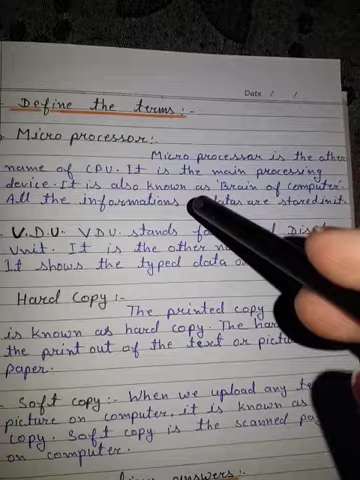 Date / /
Define the terms:-
Micro processor:-
Micro processor is the other
name of CPU. It is the main processing
device. It is also known as 'Brain of computer'.
All the informations datas are stored in it.
V.D.U- VDU stands
Unit. It is the other
It shows the typed data
Hard Copy :-
The printed copy
is known as hard copy. The
the print out of the text or
paper.
Soft copy :- When we upload any
picture on computer, it is known as
copy. Soft copy is the scanned
on computer.
answers:-